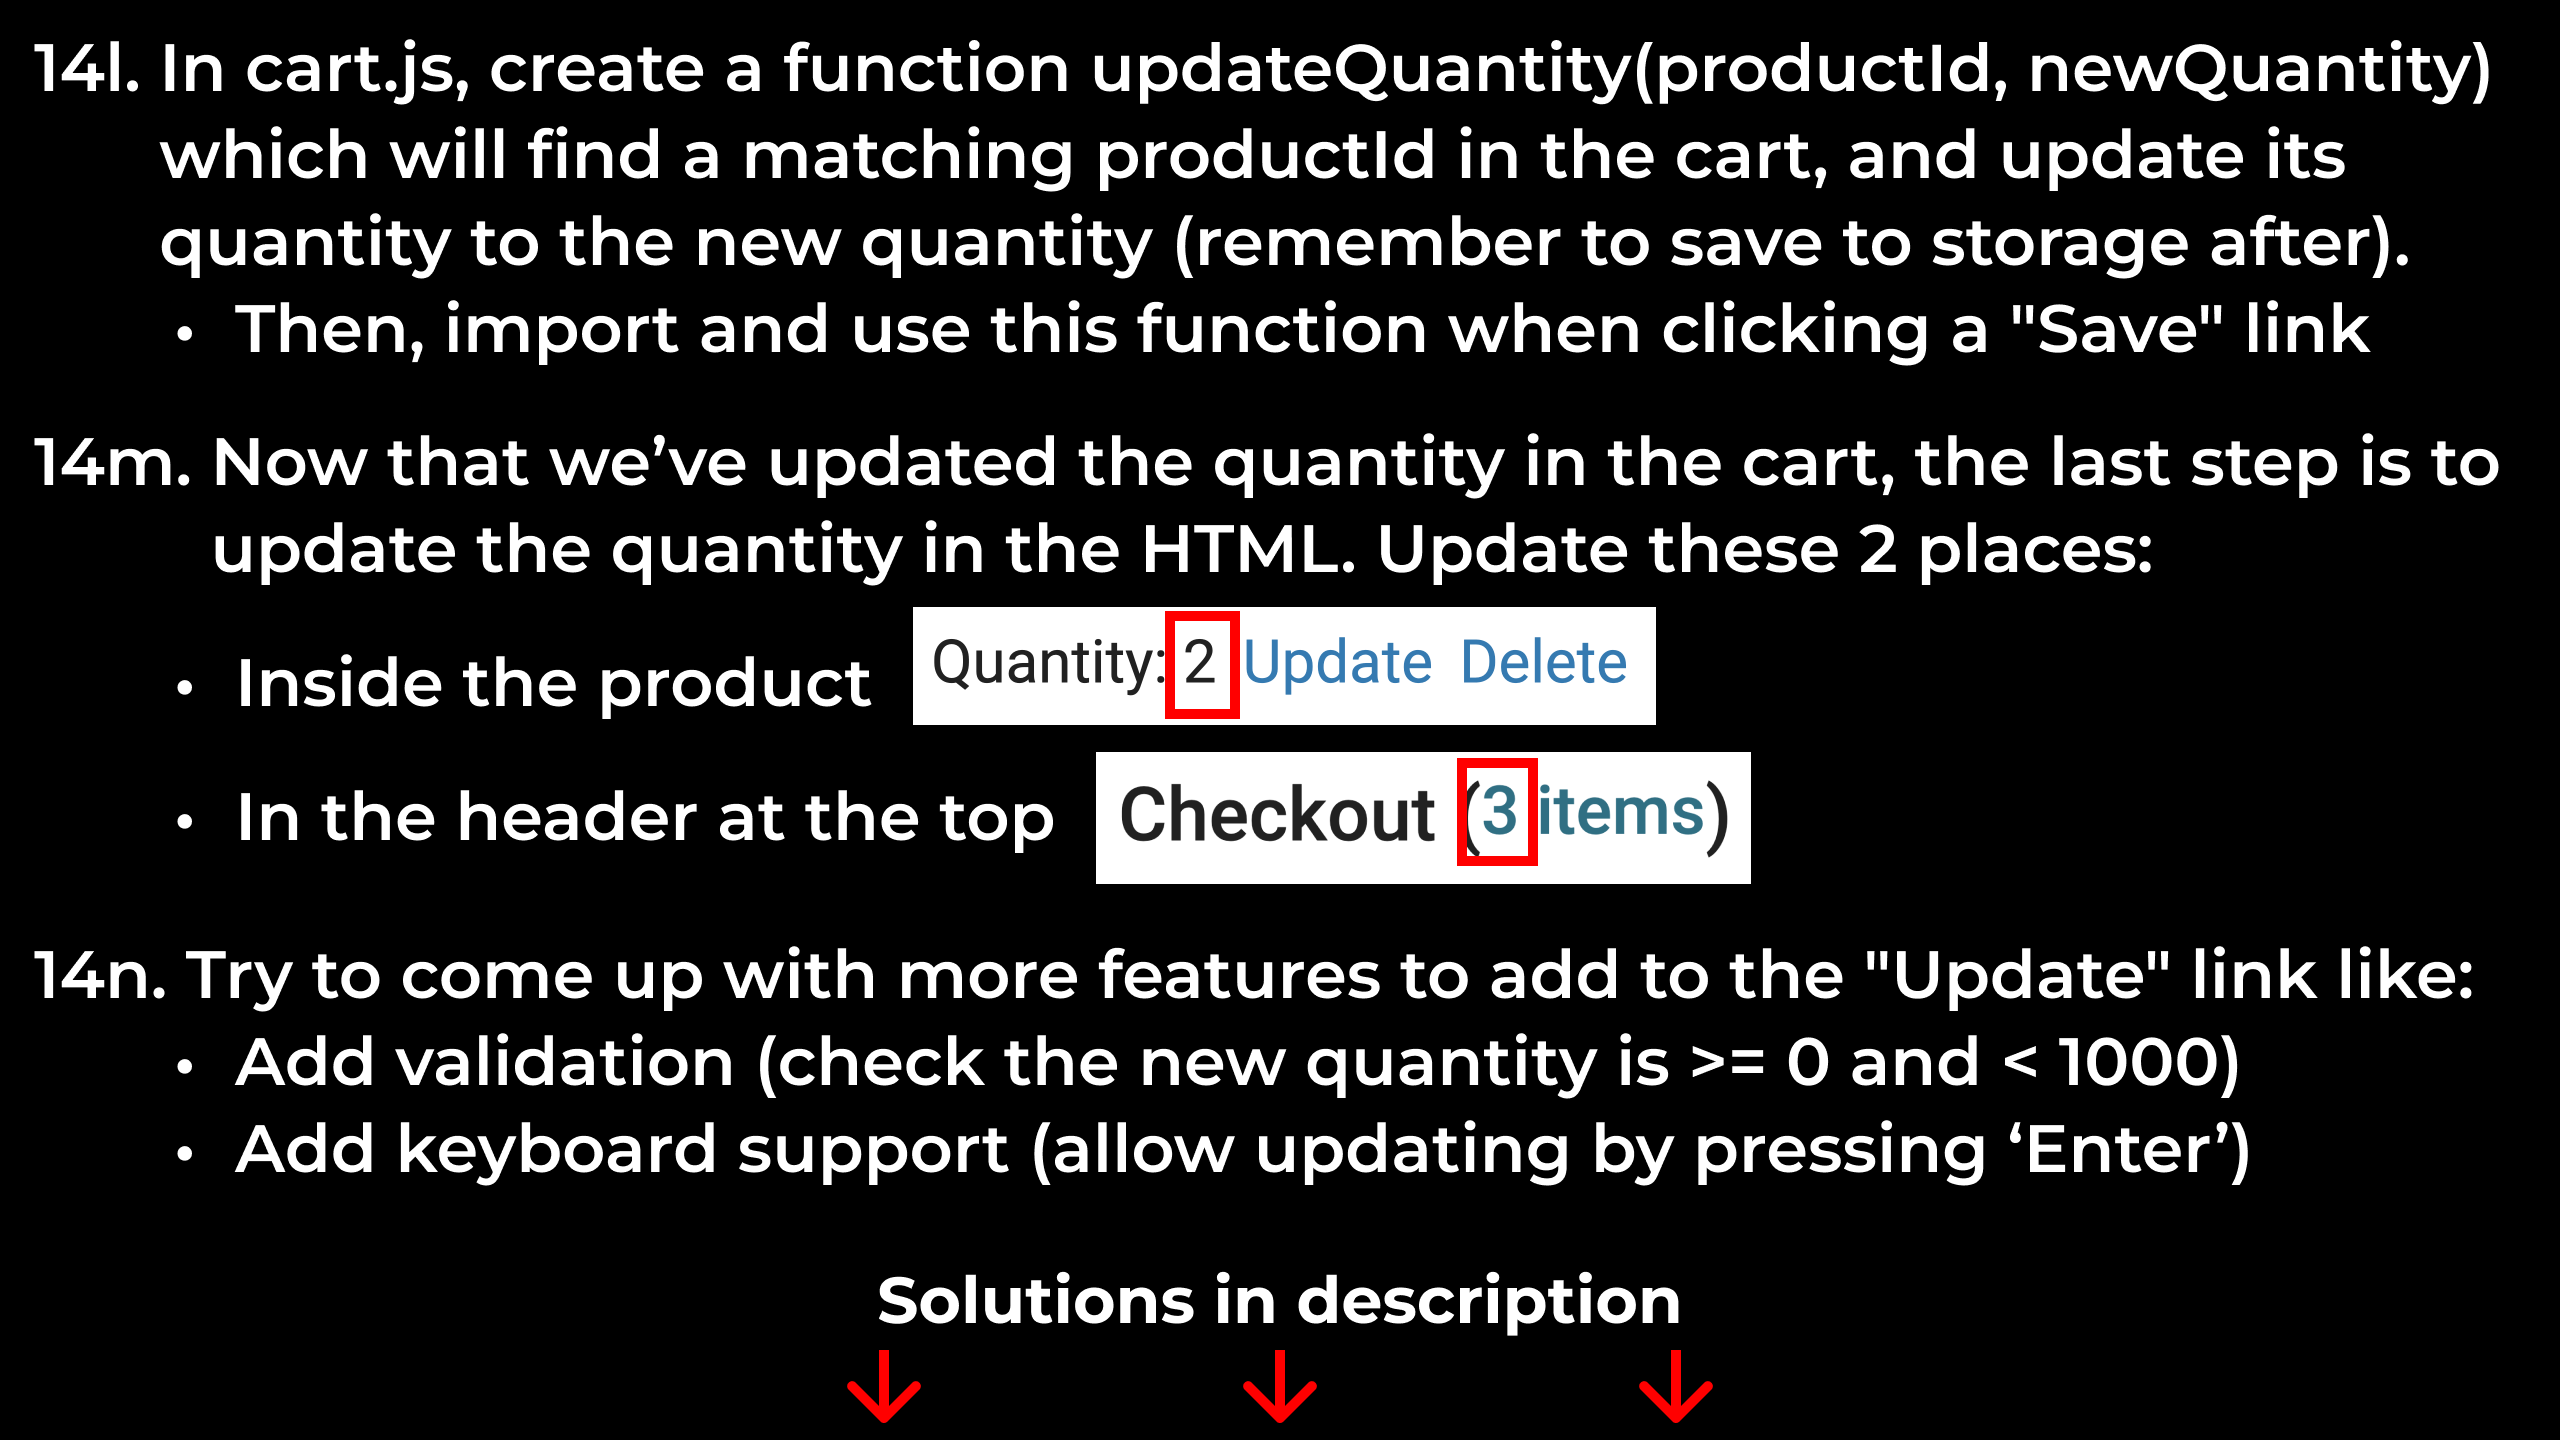 14l. In cart.js, create a function updateQuantity(productId, newQuantity)
which will find a matching productId in the cart, and update its
quantity to the new quantity (remember to save to storage after).
• Then, import and use this function when clicking a "Save" link
14m. Now that we’ve updated the quantity in the cart, the last step is to
update the quantity in the HTML. Update these 2 places:
• Inside the product Quantity: 2 Update Delete
• In the header at the top Checkout (3 items)
14n. Try to come up with more features to add to the "Update" link like:
• Add validation (check the new quantity is >= 0 and < 1000)
• Add keyboard support (allow updating by pressing ‘Enter’)
Solutions in description